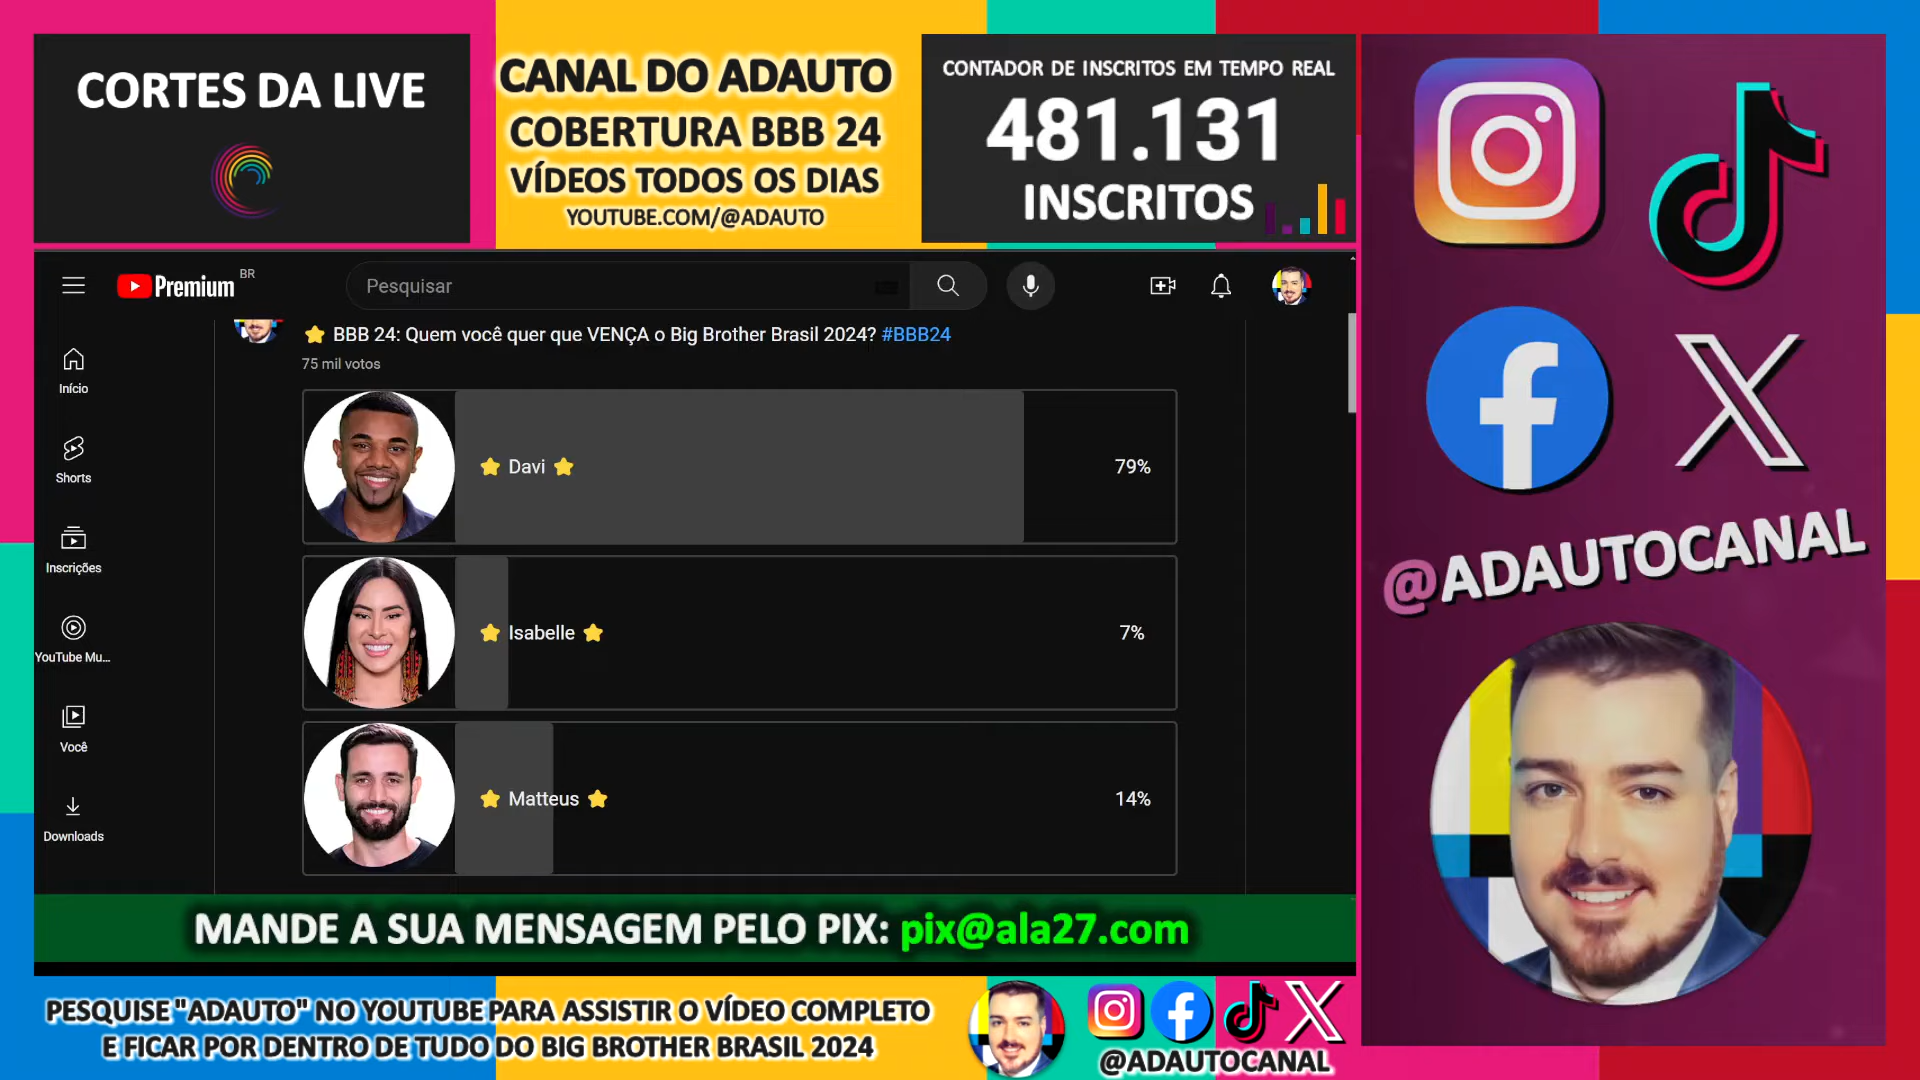 CORTES DA LIVE
CANAL DO ADAUTO
COBERTURA BBB 24
VÍDEOS TODOS OS DIAS
YOUTUBE.COM/@ADAUTO
CONTADOR DE INSCRITOS EM TEMPO REAL
481.131
INSCRITOS
Premium BR
Pesquisar
BBB 24: Quem você quer que VENÇA o Big Brother Brasil 2024? #BBB24
75 mil votos
Início
Shorts
Inscrições
YouTube Mu...
Você
Downloads
Davi 79%
Isabelle 7%
Matteus 14%
@ADAUTOCANAL
MANDE A SUA MENSAGEM PELO PIX: pix@ala27.com
PESQUISE "ADAUTO" NO YOUTUBE PARA ASSISTIR O VÍDEO COMPLETO
E FICAR POR DENTRO DE TUDO DO BIG BROTHER BRASIL 2024
@ADAUTOCANAL